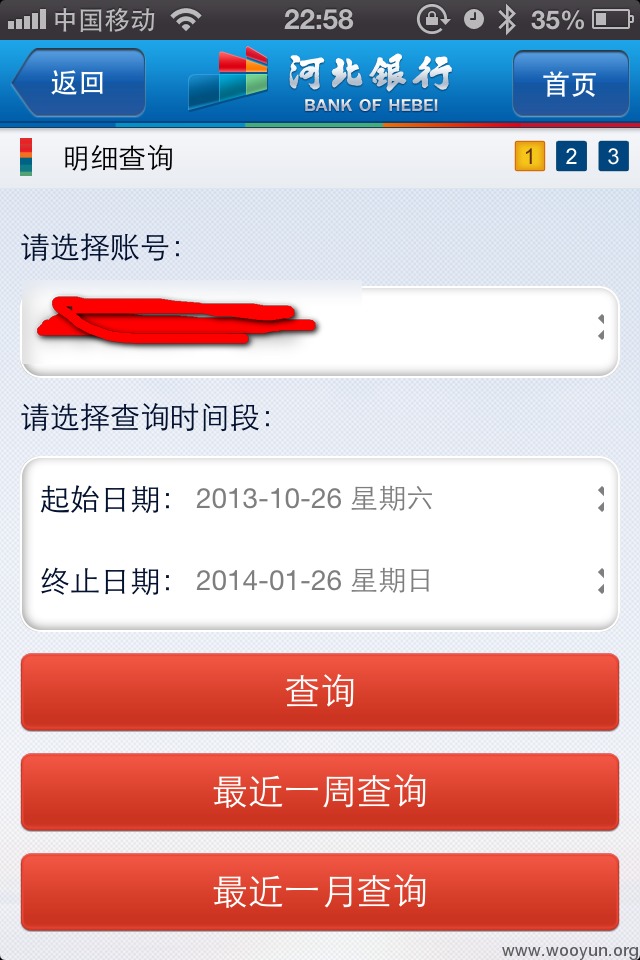 中国移动 22:58 35%
返回 河北银行 首页
BANK OF HEBEI
明细查询 1 2 3
请选择账号：
请选择查询时间段：
起始日期： 2013-10-26 星期六
终止日期： 2014-01-26 星期日
查询
最近一周查询
最近一月查询
www.wooyun.org